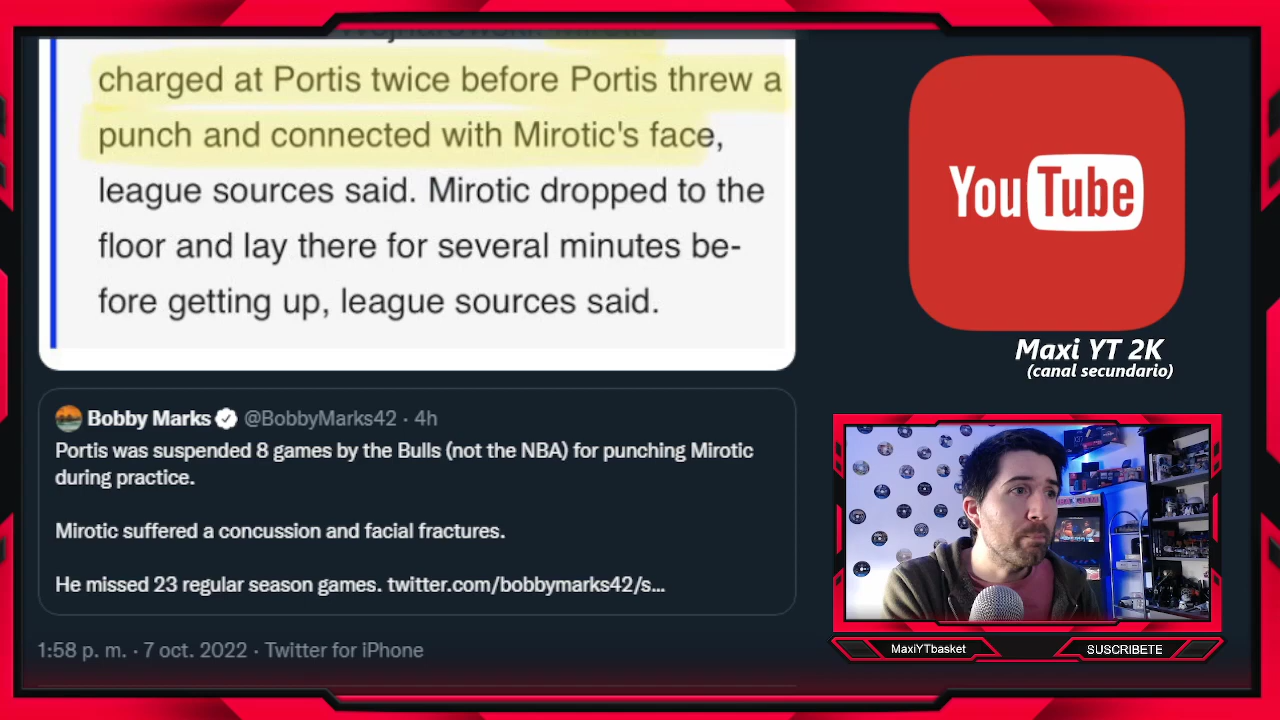 charged at Portis twice before Portis threw a
punch and connected with Mirotic's face,
league sources said. Mirotic dropped to the
floor and lay there for several minutes be-
fore getting up, league sources said.
Bobby Marks @BobbyMarks42 · 4h
Portis was suspended 8 games by the Bulls (not the NBA) for punching Mirotic
during practice.
Mirotic suffered a concussion and facial fractures.
He missed 23 regular season games. twitter.com/bobbymarks42/s...
1:58 p. m. · 7 oct. 2022 · Twitter for iPhone
YouTube
Maxi YT 2K
(canal secundario)
MaxiYTbasket
SUSCRIBETE